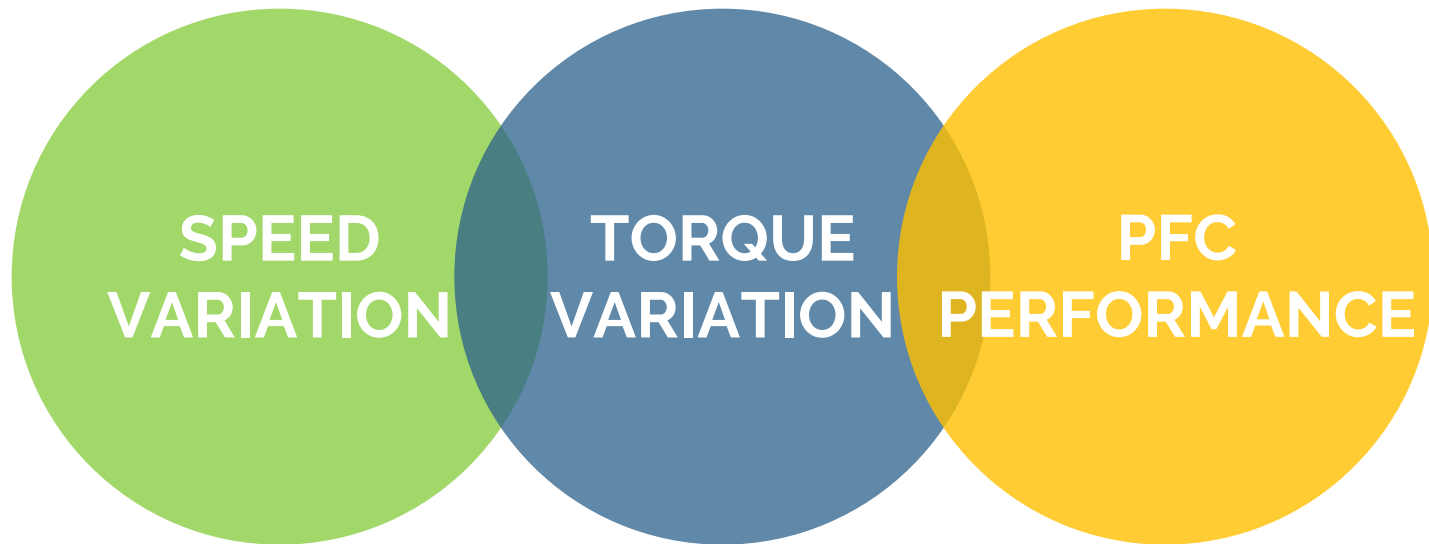 SPEED
VARIATION
TORQUE
VARIATION
PFC
PERFORMANCE